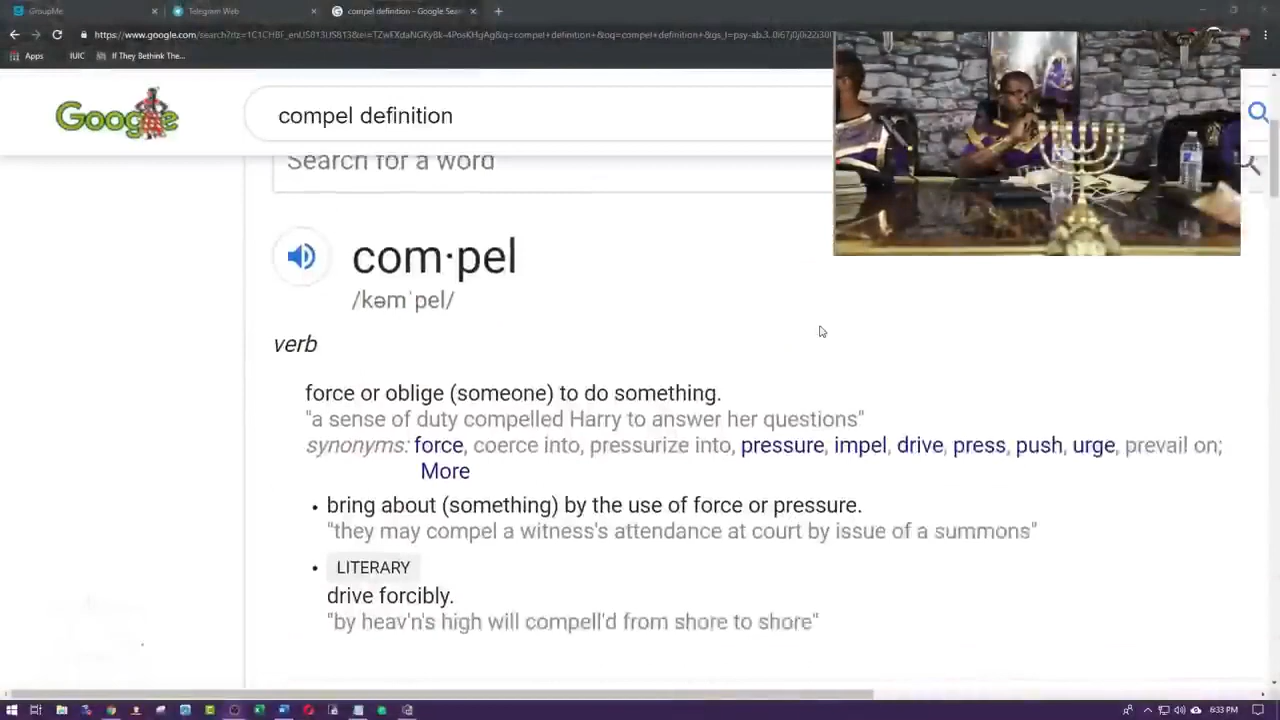 GroupMe
Telegram Web
compel definition - Google Sear
Apps
IUIC
If They Bethink The...
Google
compel definition
Search for a word
com·pel
/kəmˈpel/
verb
force or oblige (someone) to do something.
"a sense of duty compelled Harry to answer her questions"
synonyms: force, coerce into, pressurize into, pressure, impel, drive, press, push, urge, prevail on;
More
• bring about (something) by the use of force or pressure.
"they may compel a witness's attendance at court by issue of a summons"
• LITERARY
drive forcibly.
"by heav'n's high will compell'd from shore to shore"
6:33 PM